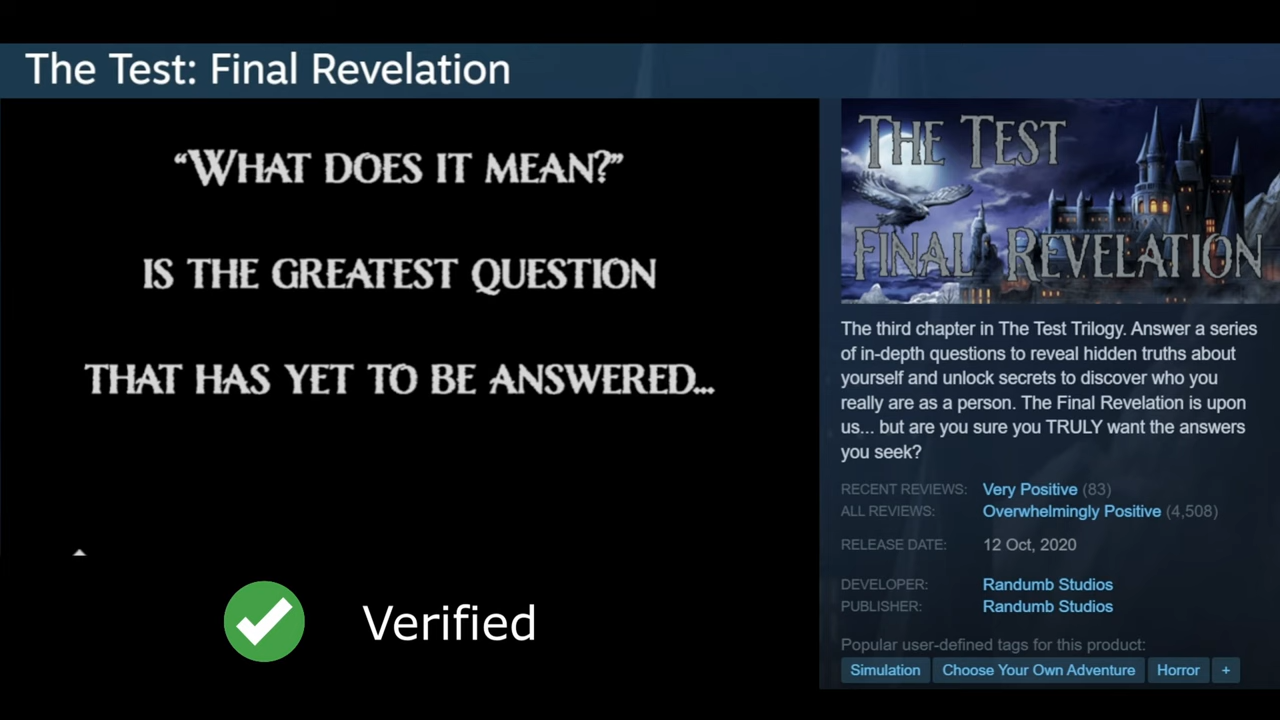 The Test: Final Revelation
“What does it mean?”
is the greatest question
that has yet to be answered...
Verified
The Test
Final Revelation
The third chapter in The Test Trilogy. Answer a series
of in-depth questions to reveal hidden truths about
yourself and unlock secrets to discover who you
really are as a person. The Final Revelation is upon
us... but are you sure you TRULY want the answers
you seek?
RECENT REVIEWS: Very Positive (83)
ALL REVIEWS: Overwhelmingly Positive (4,508)
RELEASE DATE: 12 Oct, 2020
DEVELOPER: Randumb Studios
PUBLISHER: Randumb Studios
Popular user-defined tags for this product:
Simulation Choose Your Own Adventure Horror +